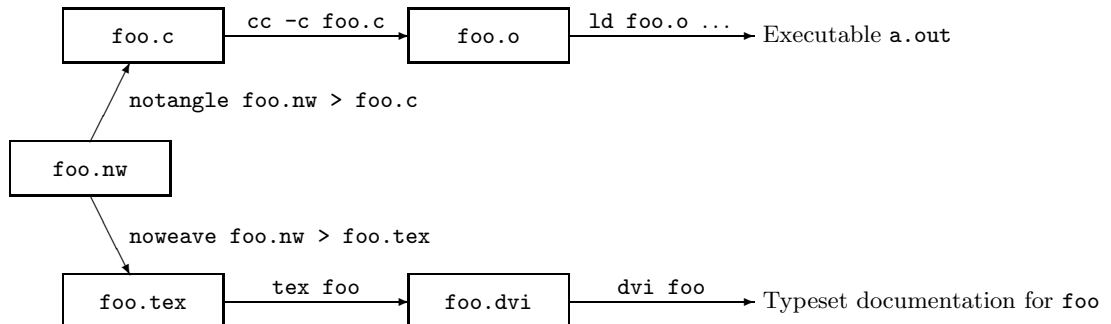 cc -c foo.c
ld foo.o ...
foo.c
foo.o
Executable a.out
notangle foo.nw > foo.c
foo.nw
noweave foo.nw > foo.tex
tex foo
dvi foo
foo.tex
foo.dvi
Typeset documentation for foo